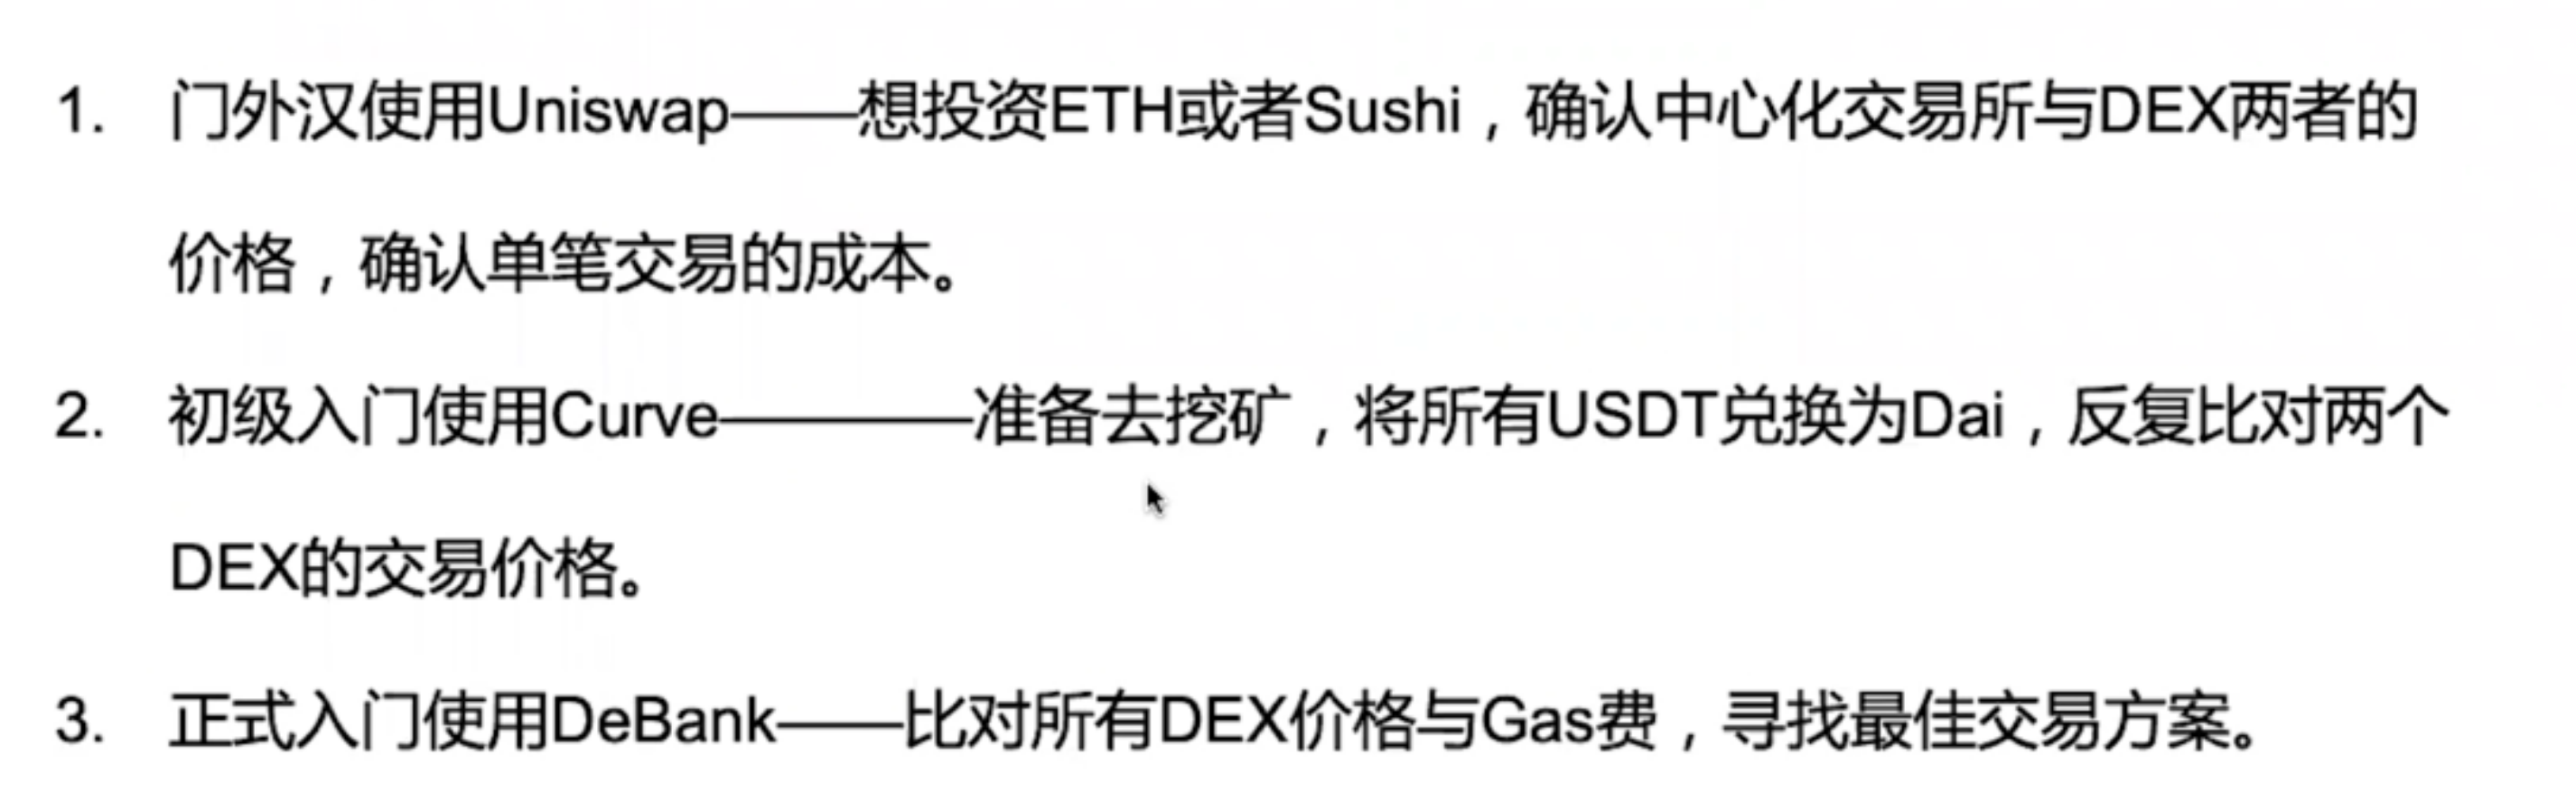 1. 门外汉使用Uniswap——想投资ETH或者Sushi，确认中心化交易所与DEX两者的
价格，确认单笔交易的成本。
2. 初级入门使用Curve————准备去挖矿，将所有USDT兑换为Dai，反复比对两个
DEX的交易价格。
3. 正式入门使用DeBank——比对所有DEX价格与Gas费，寻找最佳交易方案。